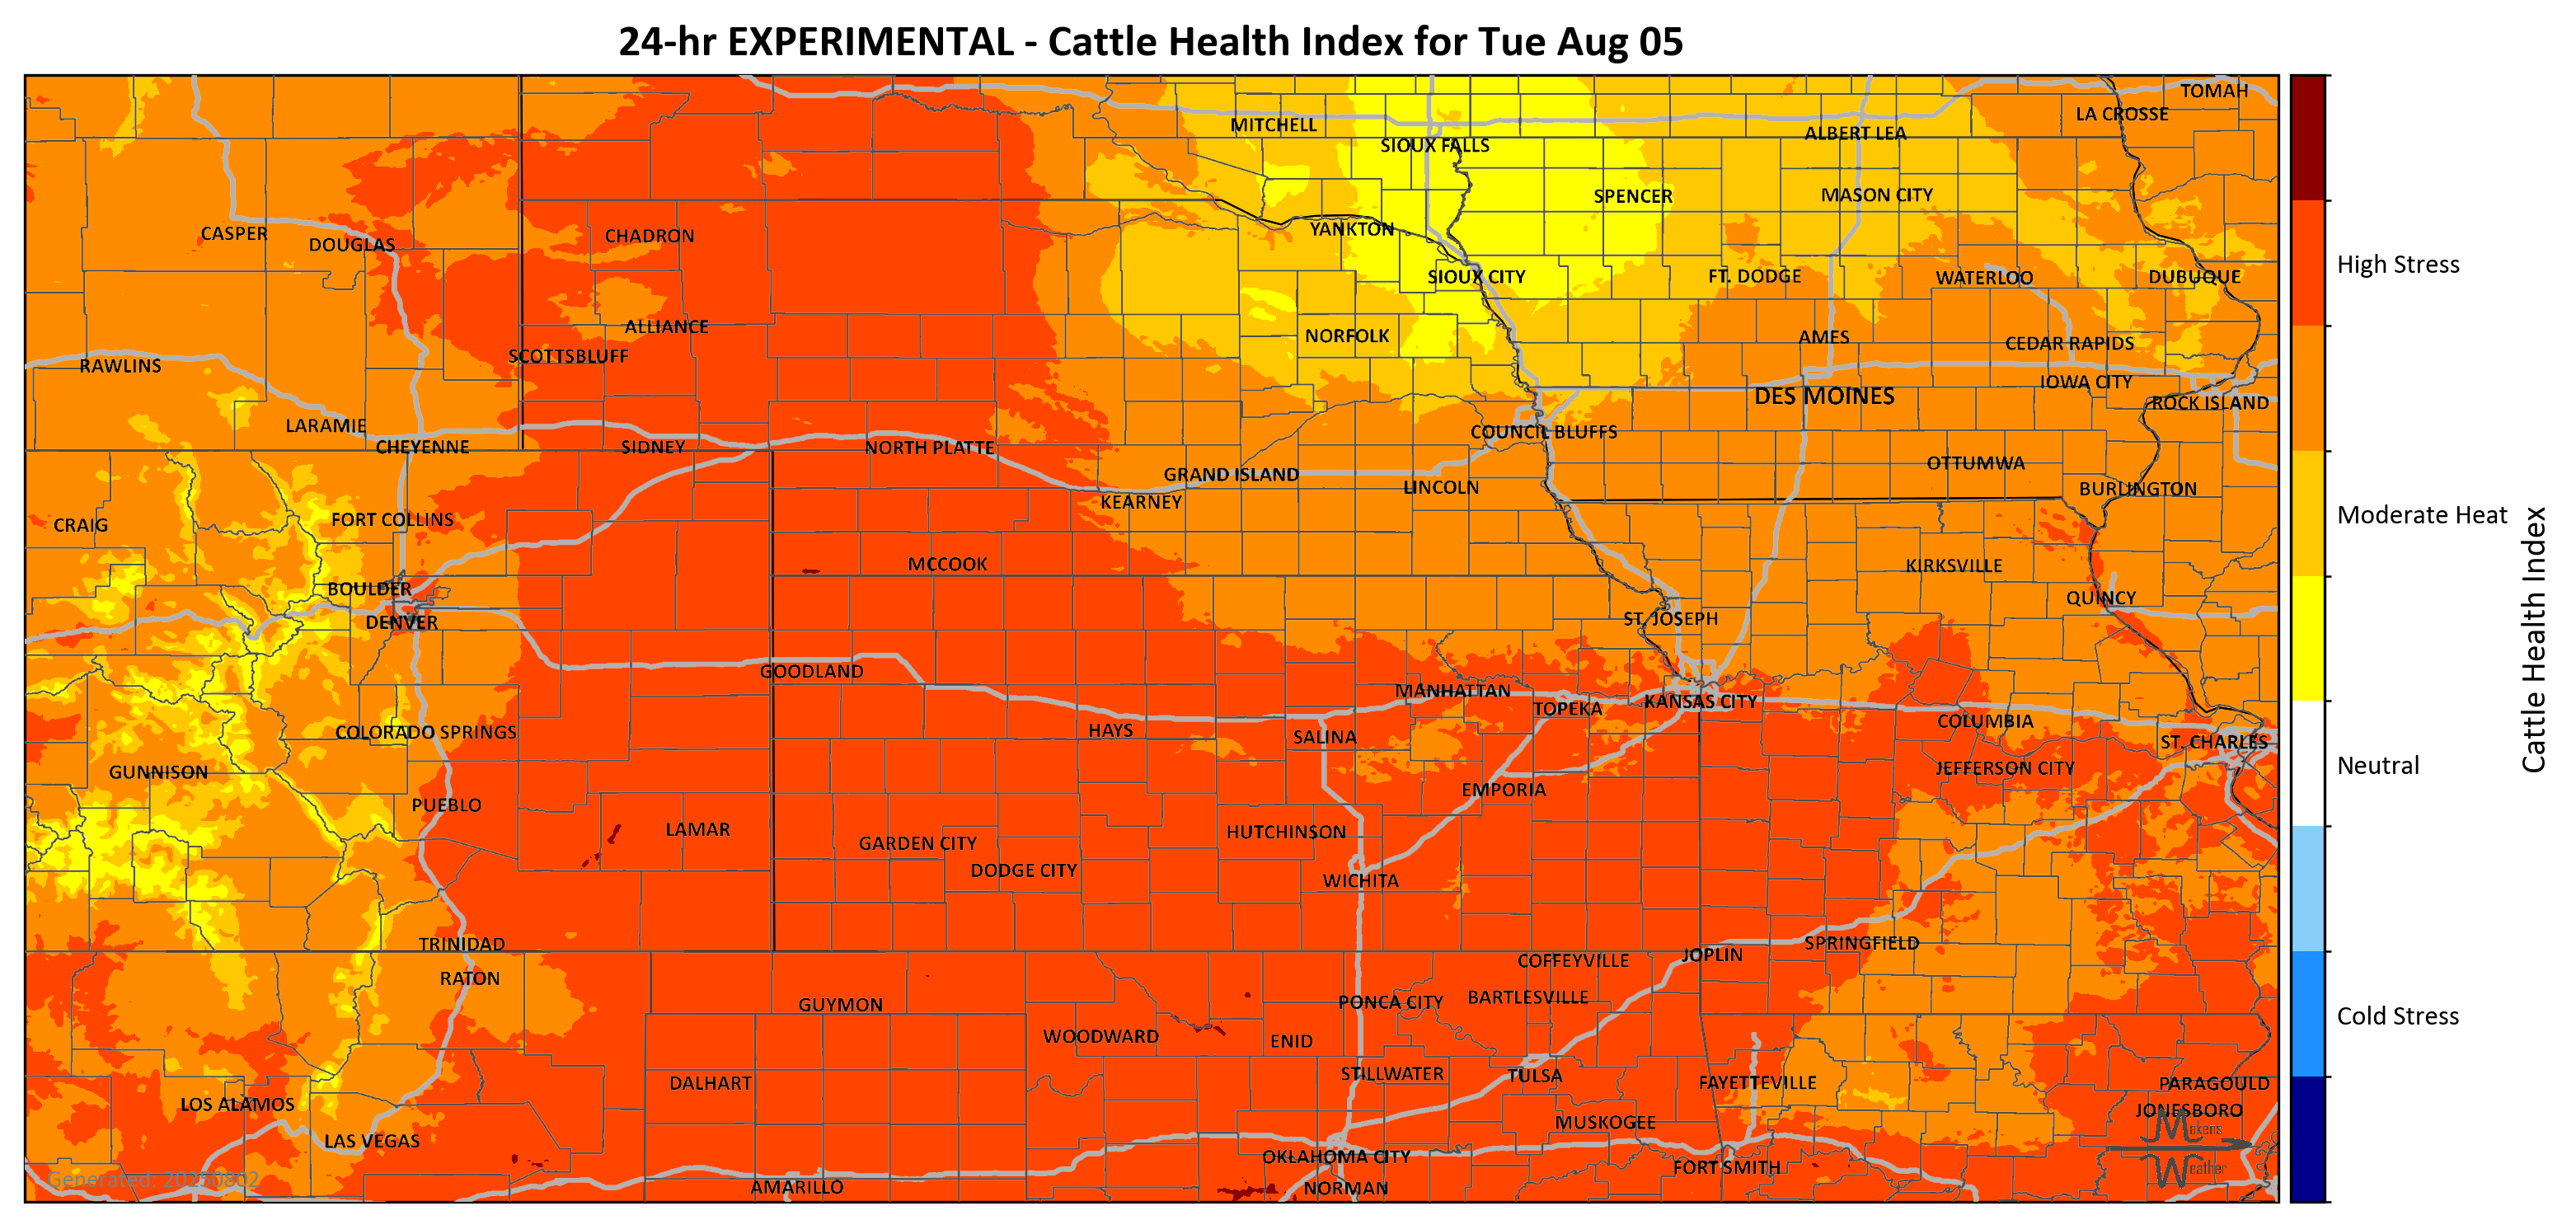 24-hr EXPERIMENTAL - Cattle Health Index for Tue Aug 05
TOMAH
LA CROSSE
MITCHELL
ALBERT LEA
SIOUX FALLS
SPENCER
MASON CITY
CASPER
DOUGLAS
CHADRON
YANKTON
SIOUX CITY
FT. DODGE
WATERLOO
DUBUQUE
High Stress
ALLIANCE
NORFOLK
AMES
CEDAR RAPIDS
SCOTTSBLUFF
RAWLINS
IOWA CITY
DES MOINES
ROCK ISLAND
LARAMIE
COUNCIL BLUFFS
CHEYENNE
SIDNEY
NORTH PLATTE
OTTUMWA
GRAND ISLAND
LINCOLN
BURLINGTON
KEARNEY
Moderate Heat
CRAIG
FORT COLLINS
MCCOOK
KIRKSVILLE
BOULDER
QUINCY
DENVER
ST. JOSEPH
Cattle Health Index
GOODLAND
MANHATTAN
TOPEKA
KANSAS CITY
COLUMBIA
COLORADO SPRINGS
HAYS
SALINA
ST. CHARLES
GUNNISON
JEFFERSON CITY
Neutral
EMPORIA
PUEBLO
LAMAR
HUTCHINSON
GARDEN CITY
DODGE CITY
WICHITA
TRINIDAD
SPRINGFIELD
JOPLIN
COFFEYVILLE
RATON
GUYMON
PONCA CITY
BARTLESVILLE
Cold Stress
WOODWARD
ENID
DALHART
STILLWATER
TULSA
FAYETTEVILLE
PARAGOULD
LOS ALAMOS
JONESBORO
MUSKOGEE
Makens
LAS VEGAS
OKLAHOMA CITY
FORT SMITH
Weather
Generated: 20250802
AMARILLO
NORMAN